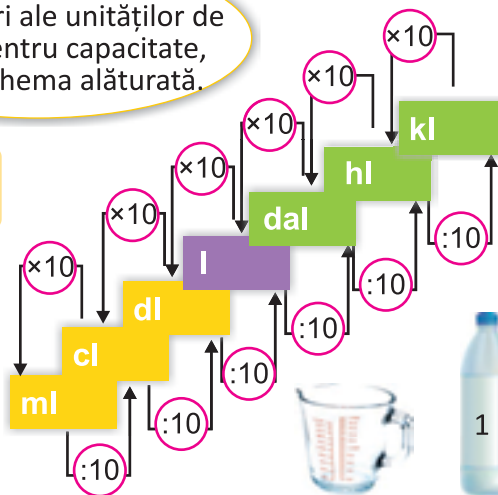 ri ale unităților de
entru capacitate,
hema alăturată.
×10
×10
×10
×10
×10
×10
kl
hl
dal
l
dl
cl
ml
:10
:10
:10
:10
:10
:10
1